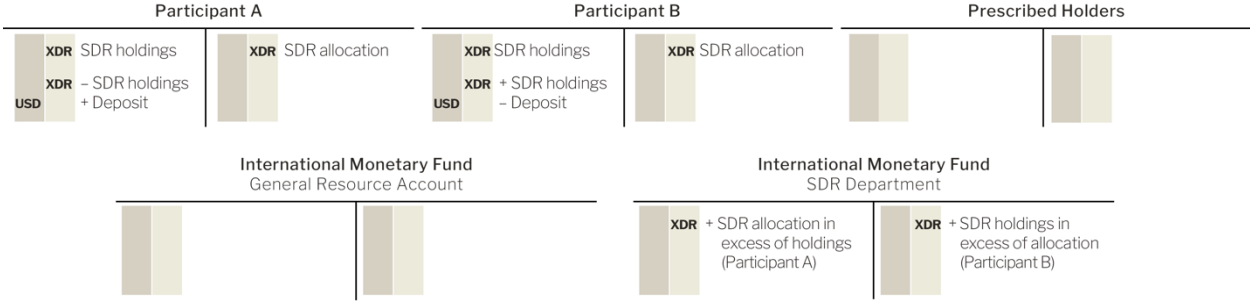 Participant A
Participant B
Prescribed Holders
XDR SDR holdings
XDR SDR allocation
XDR SDR holdings
XDR SDR allocation
XDR – SDR holdings
USD + Deposit
XDR + SDR holdings
USD – Deposit
International Monetary Fund
General Resource Account
International Monetary Fund
SDR Department
XDR + SDR allocation in
excess of holdings
(Participant A)
XDR + SDR holdings in
excess of allocation
(Participant B)